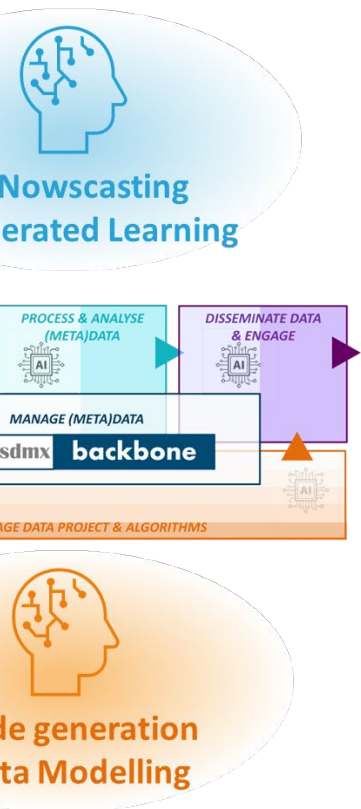 Nowscasting
erated Learning
PROCESS & ANALYSE
(META)DATA
AI
DISSEMINATE DATA
& ENGAGE
AI
MANAGE (META)DATA
sdmx backbone
AI
AGE DATA PROJECT & ALGORITHMS
de generation
ta Modelling